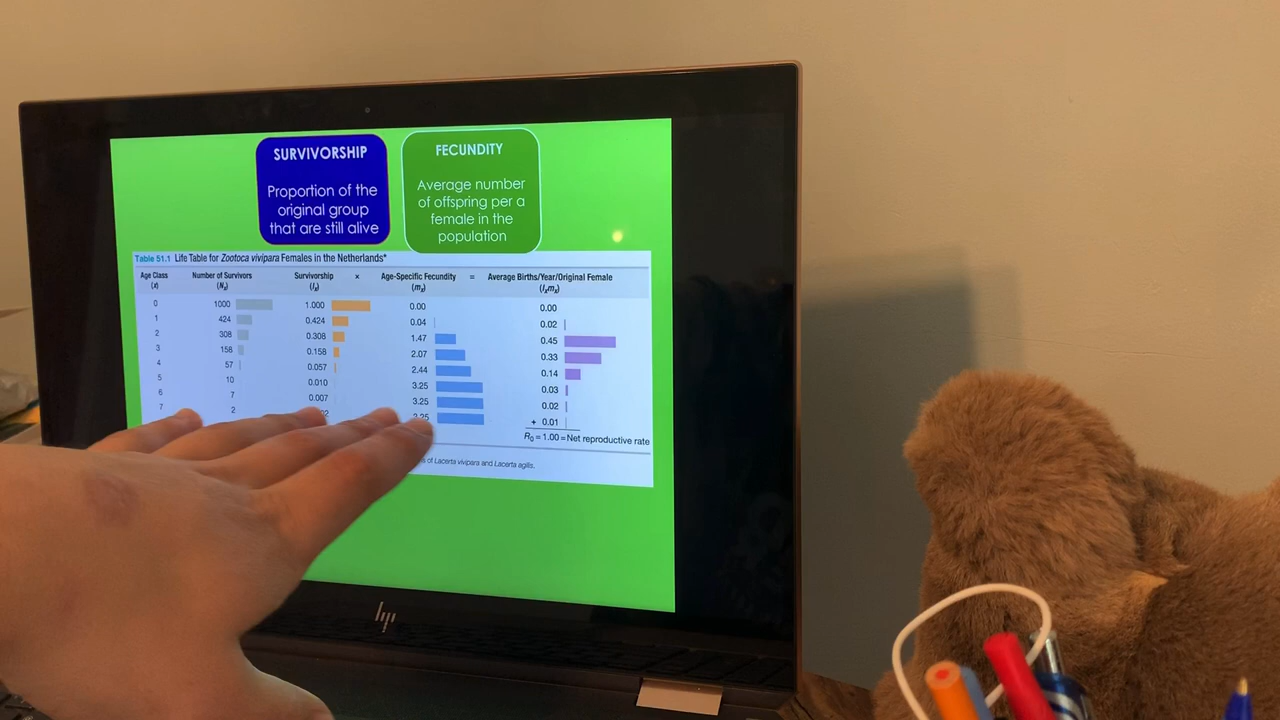 SURVIVORSHIP
Proportion of the
original group
that are still alive
FECUNDITY
Average number
of offspring per a
female in the
population
Table 51.1 Life Table for Zootoca vivipara Females in the Netherlands*
Age Class Number of Survivors Survivorship × Age-Specific Fecundity = Average Births/Year/Original Female
(x) (Nx) (lx) (mx) (lxmx)
0 1000 1.000 0.00 0.00
1 424 0.424 0.04 0.02
2 308 0.308 1.47 0.45
3 158 0.158 2.07 0.33
4 57 0.057 2.44 0.14
5 10 0.010 3.25 0.03
6 7 0.007 3.25 0.02
7 2 + 0.01
R0 = 1.00 = Net reproductive rate
of Lacerta vivipara and Lacerta agilis.
hp